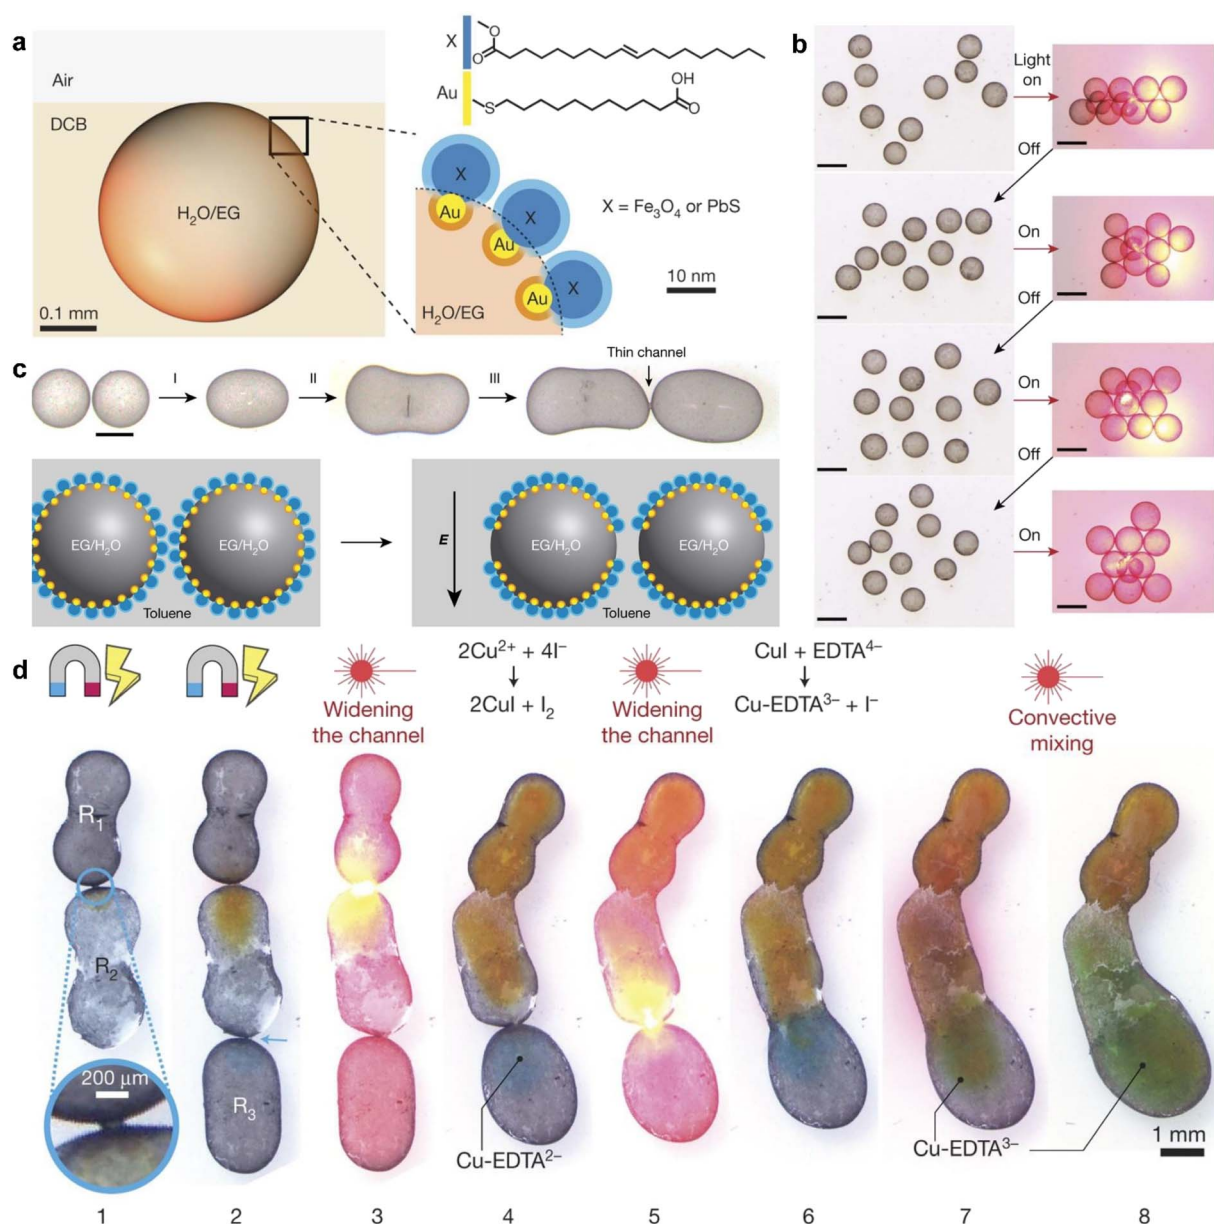 a
Air
DCB
H₂O/EG
0.1 mm
X
O
O
Au
S
OH
O
X
X
X
Au
Au
Au
H₂O/EG
X = Fe₃O₄ or PbS
10 nm
b
Light
on
Off
On
Off
On
Off
On
c
I
II
III
Thin channel
EG/H₂O
EG/H₂O
Toluene
E
EG/H₂O
EG/H₂O
Toluene
d
Widening
the channel
2Cu²⁺ + 4I⁻
2CuI + I₂
Widening
the channel
CuI + EDTA⁴⁻
Cu-EDTA³⁻ + I⁻
Convective
mixing
R₁
R₂
200 μm
R₃
Cu-EDTA²⁻
Cu-EDTA³⁻
1 mm
1
2
3
4
5
6
7
8